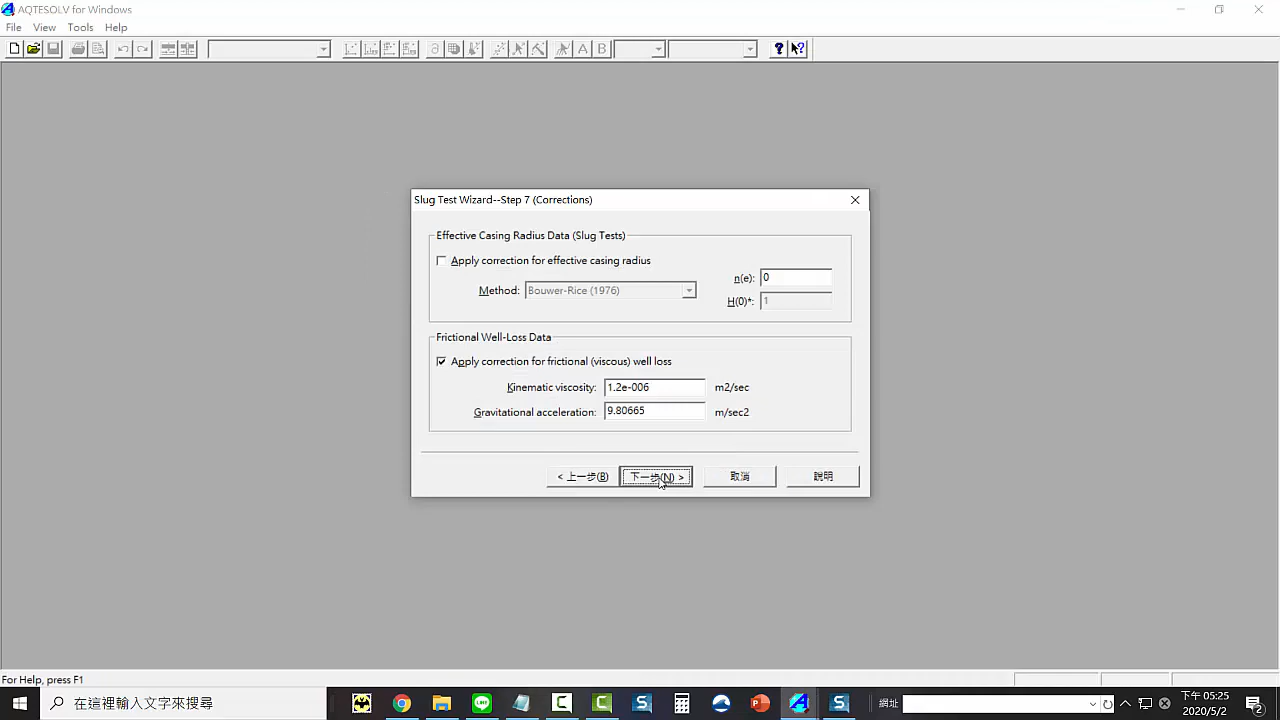 AQTESOLV for Windows
File View Tools Help
A B
Slug Test Wizard--Step 7 (Corrections)
Effective Casing Radius Data (Slug Tests)
Apply correction for effective casing radius
Method: Bouwer-Rice (1976)
n(e): 0
H(0)*: 1
Frictional Well-Loss Data
Apply correction for frictional (viscous) well loss
Kinematic viscosity: 1.2e-006 m2/sec
Gravitational acceleration: 9.80665 m/sec2
< 上一步(B) 下一步(N) > 取消 說明
For Help, press F1
在這裡輸入文字來搜尋
網址
下午 05:25
2020/5/2
2